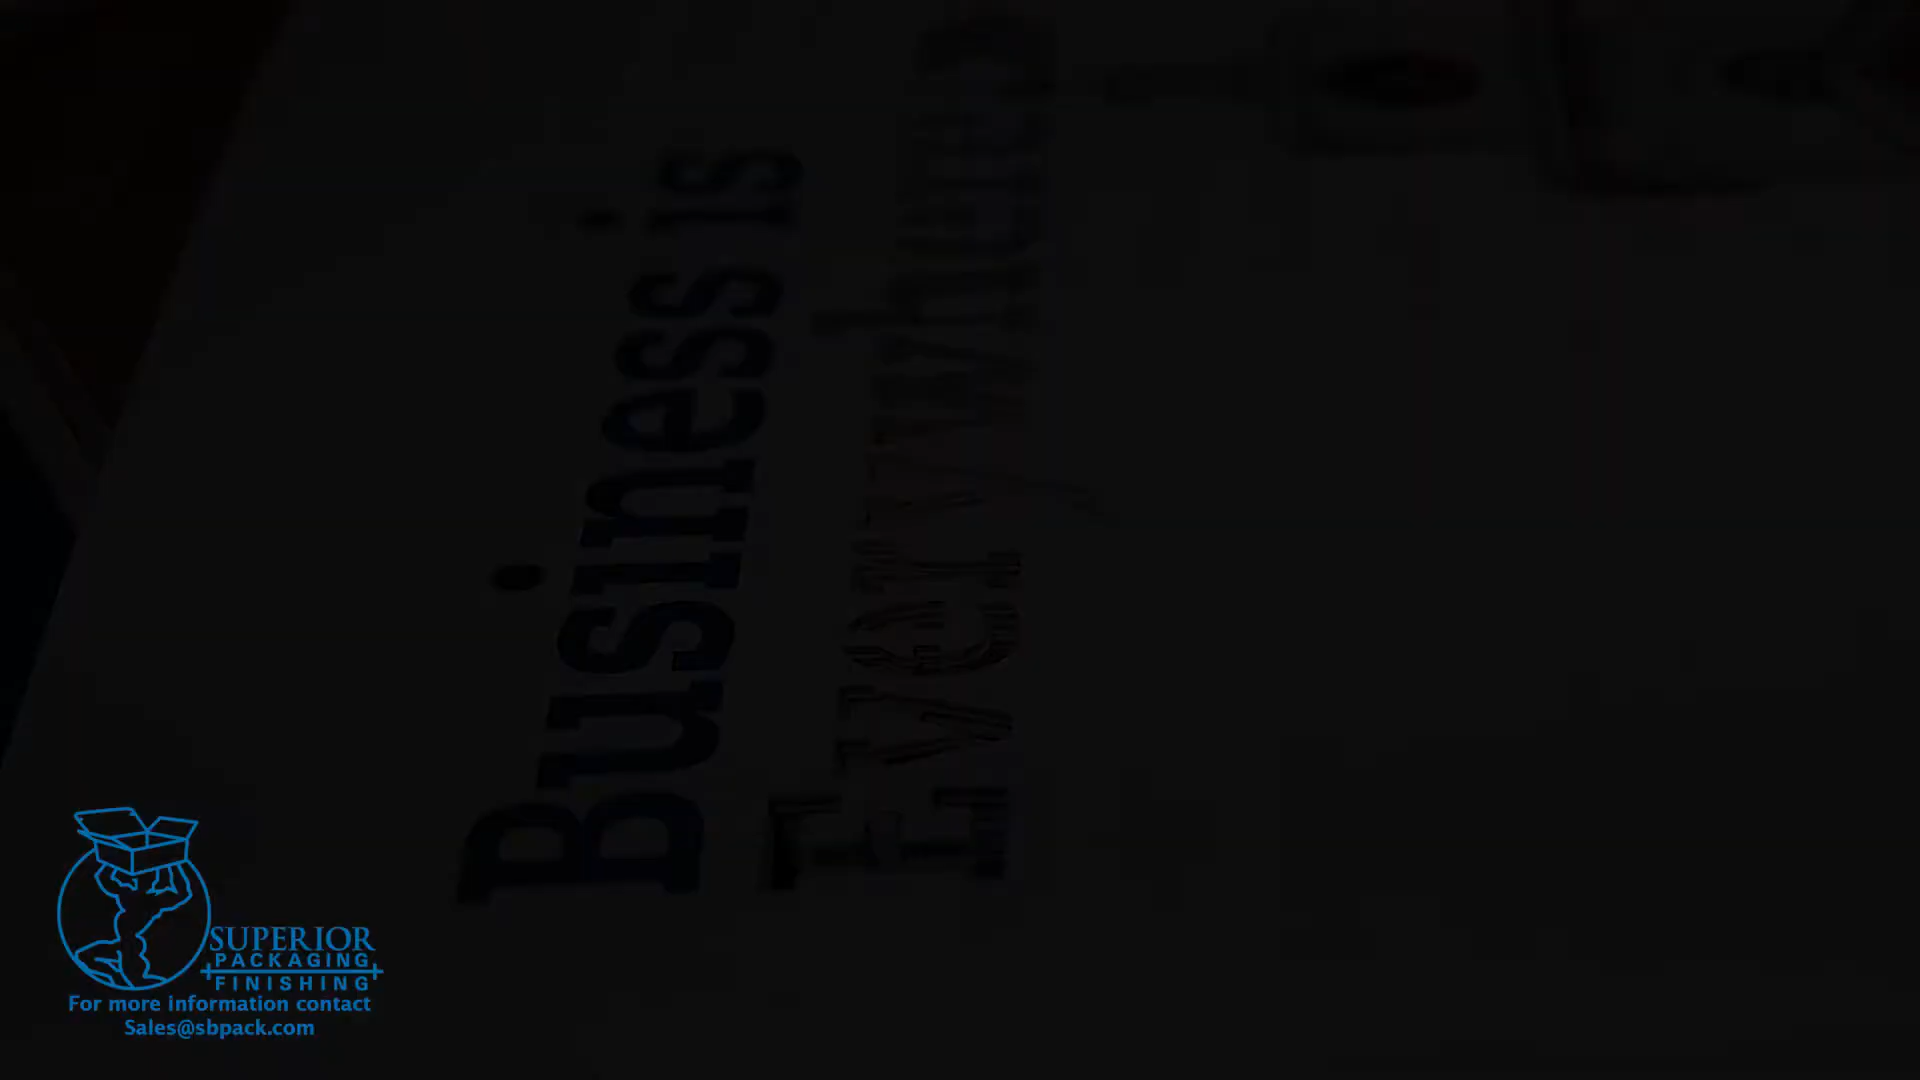 Business is
Everywhere
SUPERIOR
PACKAGING
FINISHING
For more information contact
Sales@sbpack.com